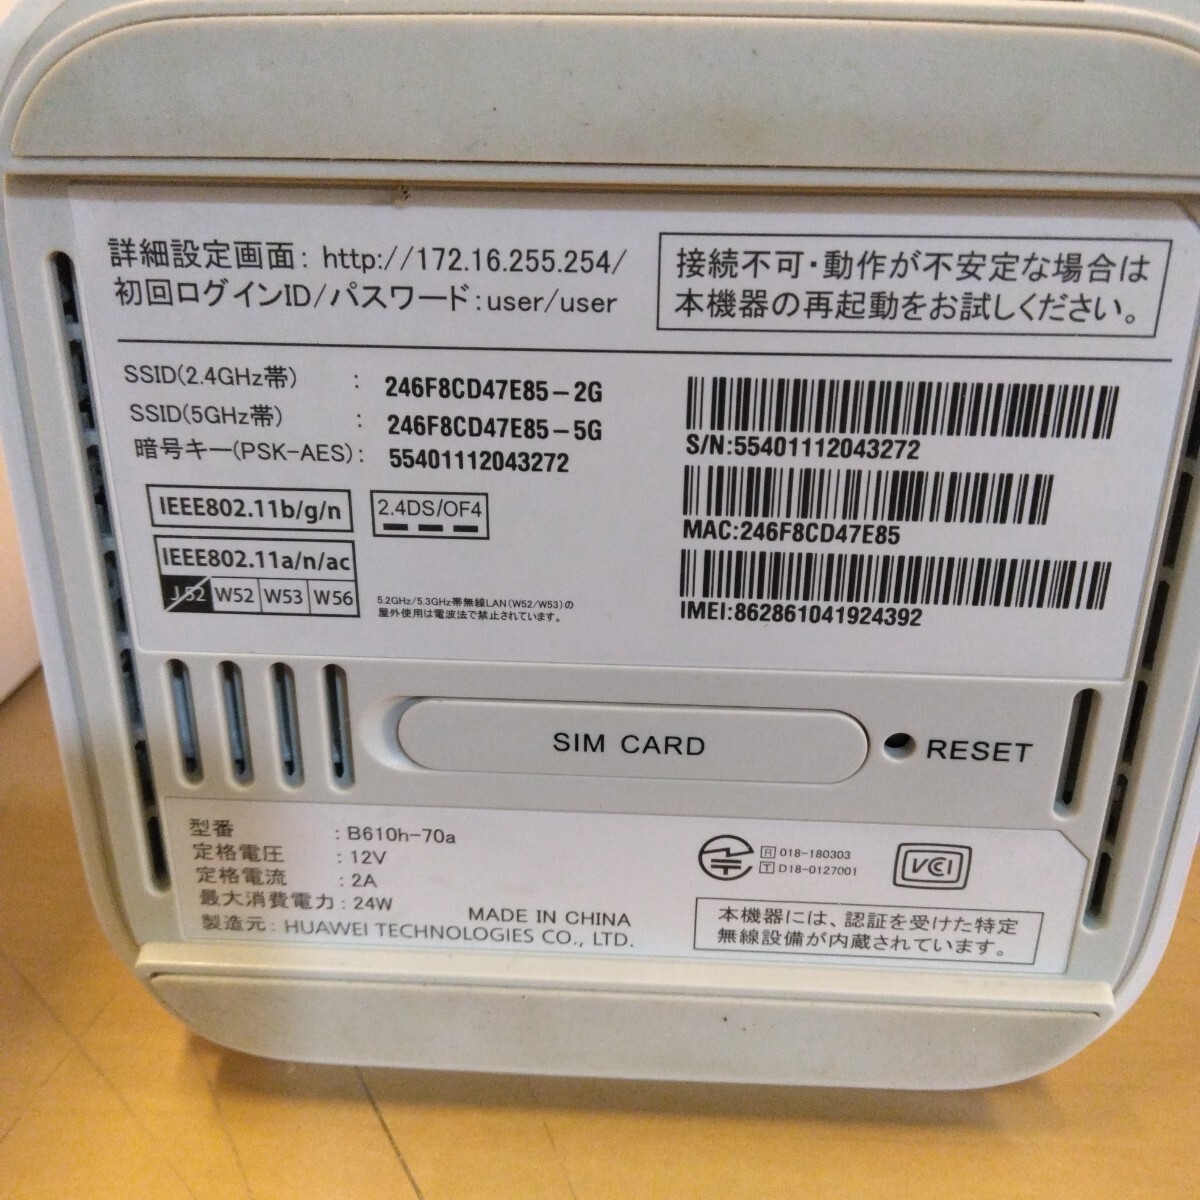 詳細設定画面: http://172.16.255.254/
初回ログインID/パスワード:user/user
接続不可・動作が不安定な場合は
本機器の再起動をお試しください。
SSID(2.4GHz帯) : 246F8CD47E85-2G
SSID(5GHz帯) : 246F8CD47E85-5G
暗号キー(PSK-AES): 55401112043272
S/N:55401112043272
MAC:246F8CD47E85
IMEI:862861041924392
IEEE802.11b/g/n
2.4DS/OF4
IEEE802.11a/n/ac
J52 W52 W53 W56
5.2GHz/5.3GHz帯無線LAN(W52/W53)の
屋外使用は電波法で禁止されています。
SIM CARD
RESET
型番 : B610h-70a
定格電圧 : 12V
定格電流 : 2A
最大消費電力 : 24W
製造元: HUAWEI TECHNOLOGIES CO., LTD.
MADE IN CHINA
R 018-180303
T D18-0127001
VCCI
本機器には、認証を受けた特定
無線設備が内蔵されています。